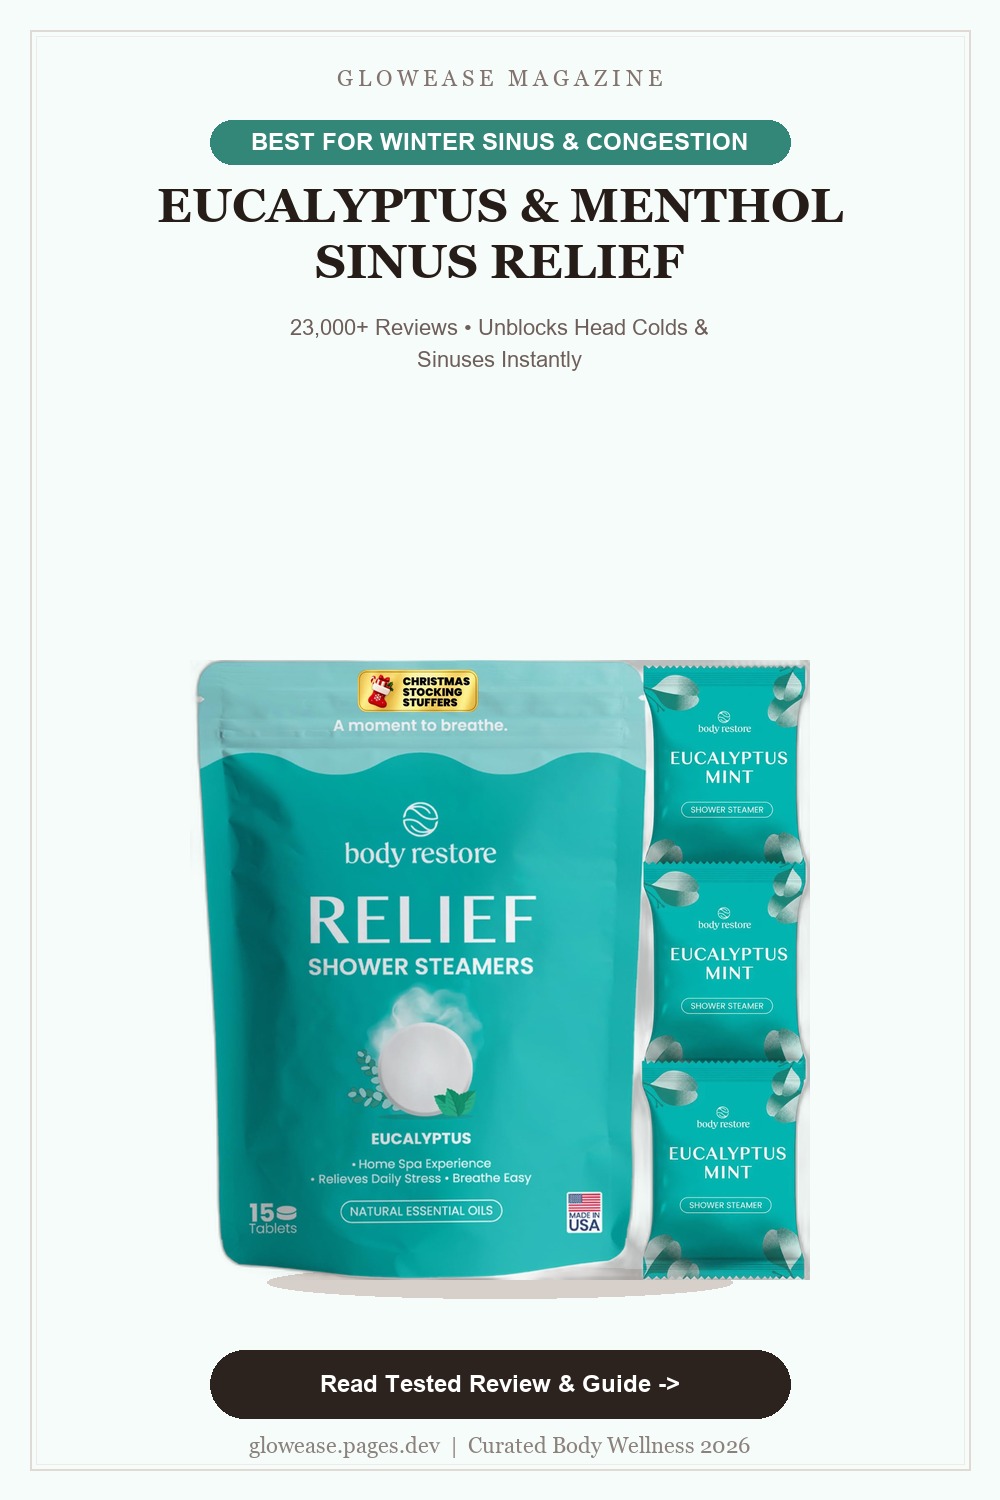 GLOWEASE MAGAZINE
BEST FOR WINTER SINUS & CONGESTION
EUCALYPTUS & MENTHOL
SINUS RELIEF
23,000+ Reviews • Unblocks Head Colds &
Sinuses Instantly
CHRISTMAS
STOCKING
STUFFERS
A moment to breathe.
body restore
RELIEF
SHOWER STEAMERS
EUCALYPTUS
• Home Spa Experience
• Relieves Daily Stress • Breathe Easy
NATURAL ESSENTIAL OILS
15
Tablets
MADE IN
USA
body restore
EUCALYPTUS
MINT
SHOWER STEAMER
body restore
EUCALYPTUS
MINT
SHOWER STEAMER
body restore
EUCALYPTUS
MINT
SHOWER STEAMER
Read Tested Review & Guide ->
glowease.pages.dev | Curated Body Wellness 2026